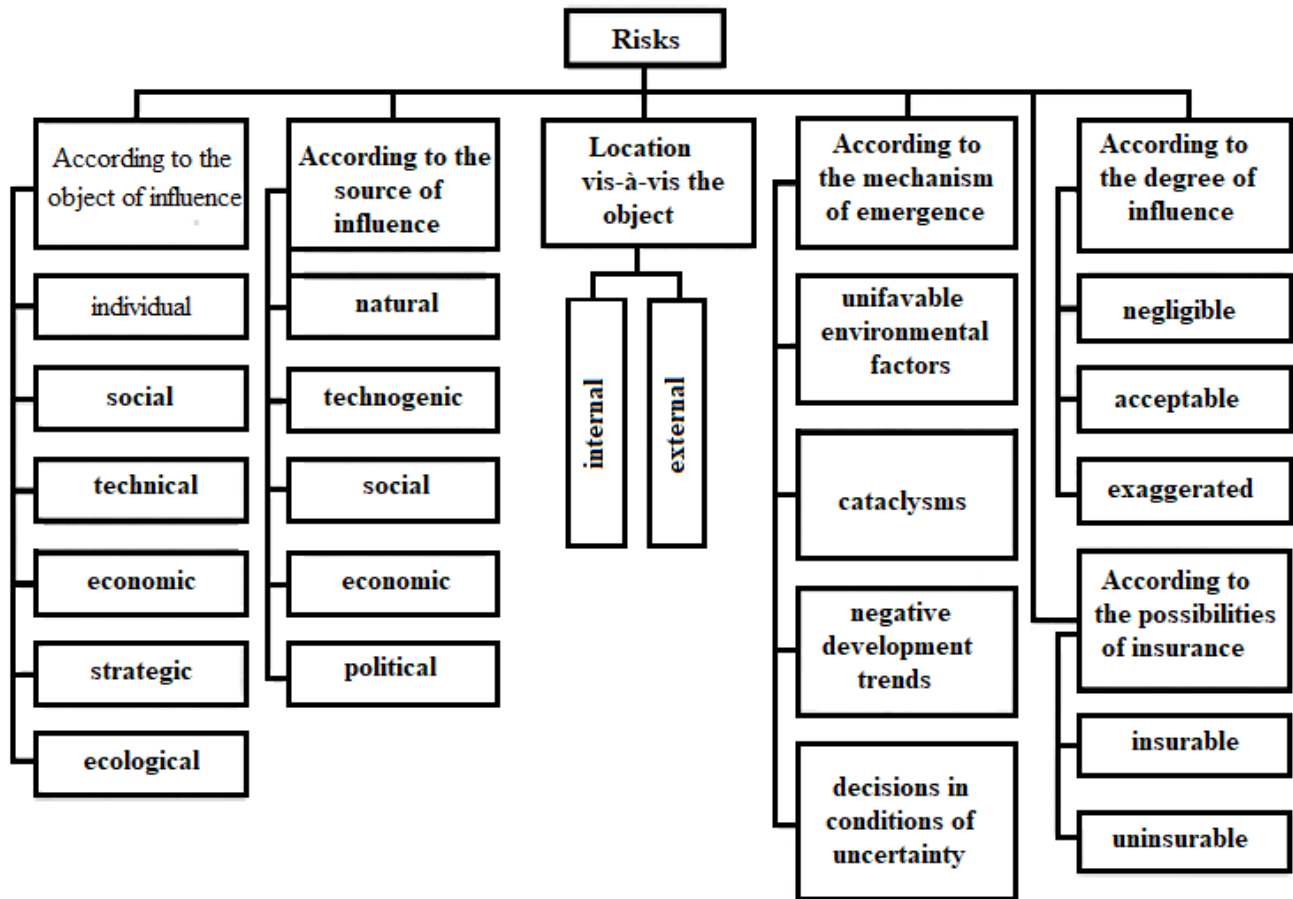 Risks
According to the
object of influence
individual
social
technical
economic
strategic
ecological
According to the
source of
influence
natural
technogenic
social
economic
political
Location
vis-à-vis the
object
internal
external
According to
the mechanism
of emergence
unifavable
environmental
factors
cataclysms
negative
development
trends
decisions in
conditions of
uncertainty
According to
the degree of
influence
negligible
acceptable
exaggerated
According to
the possibilities
of insurance
insurable
uninsurable